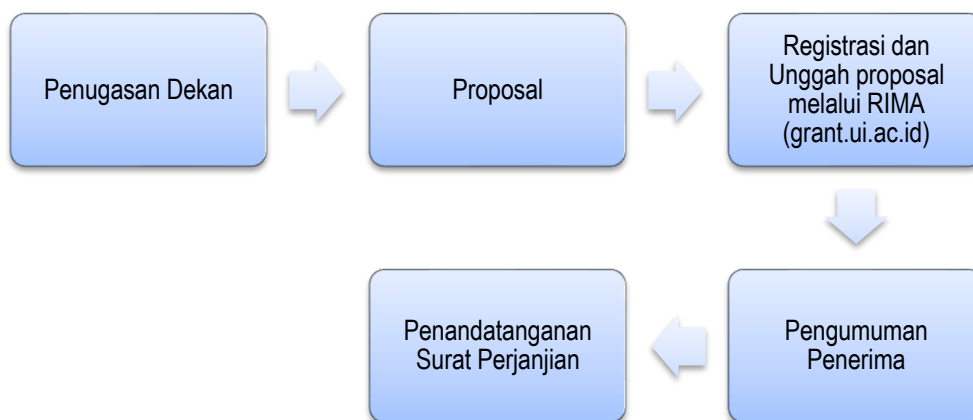 Penugasan Dekan
Proposal
Registrasi dan
Unggah proposal
melalui RIMA
(grant.ui.ac.id)
Pengumuman
Penerima
Penandatanganan
Surat Perjanjian